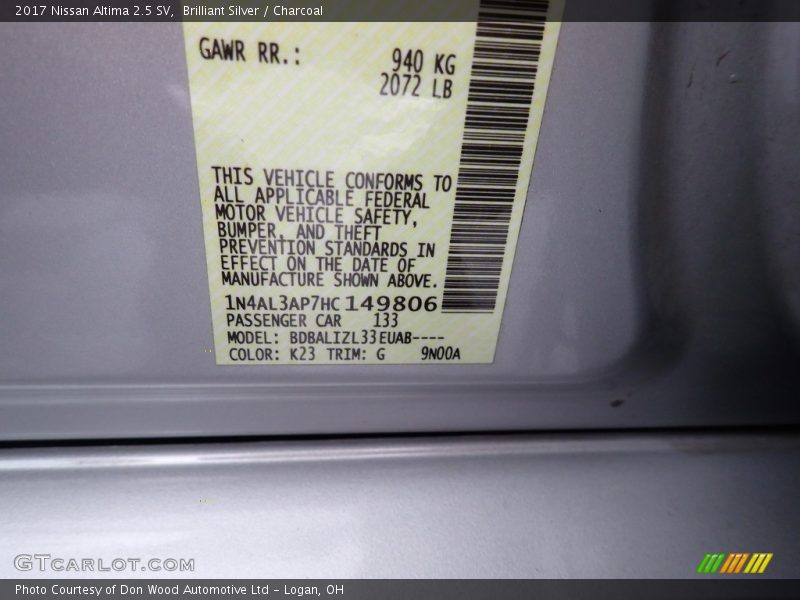 2017 Nissan Altima 2.5 SV, Brilliant Silver / Charcoal
GAWR RR.: 940 KG
2072 LB
THIS VEHICLE CONFORMS TO
ALL APPLICABLE FEDERAL
MOTOR VEHICLE SAFETY,
BUMPER, AND THEFT
PREVENTION STANDARDS IN
EFFECT ON THE DATE OF
MANUFACTURE SHOWN ABOVE.
1N4AL3AP7HC149806
PASSENGER CAR 133
MODEL: BDBALIZL33EUAB----
COLOR: K23 TRIM: G 9N00A
GTCARLOT.COM
Photo Courtesy of Don Wood Automotive Ltd - Logan, OH